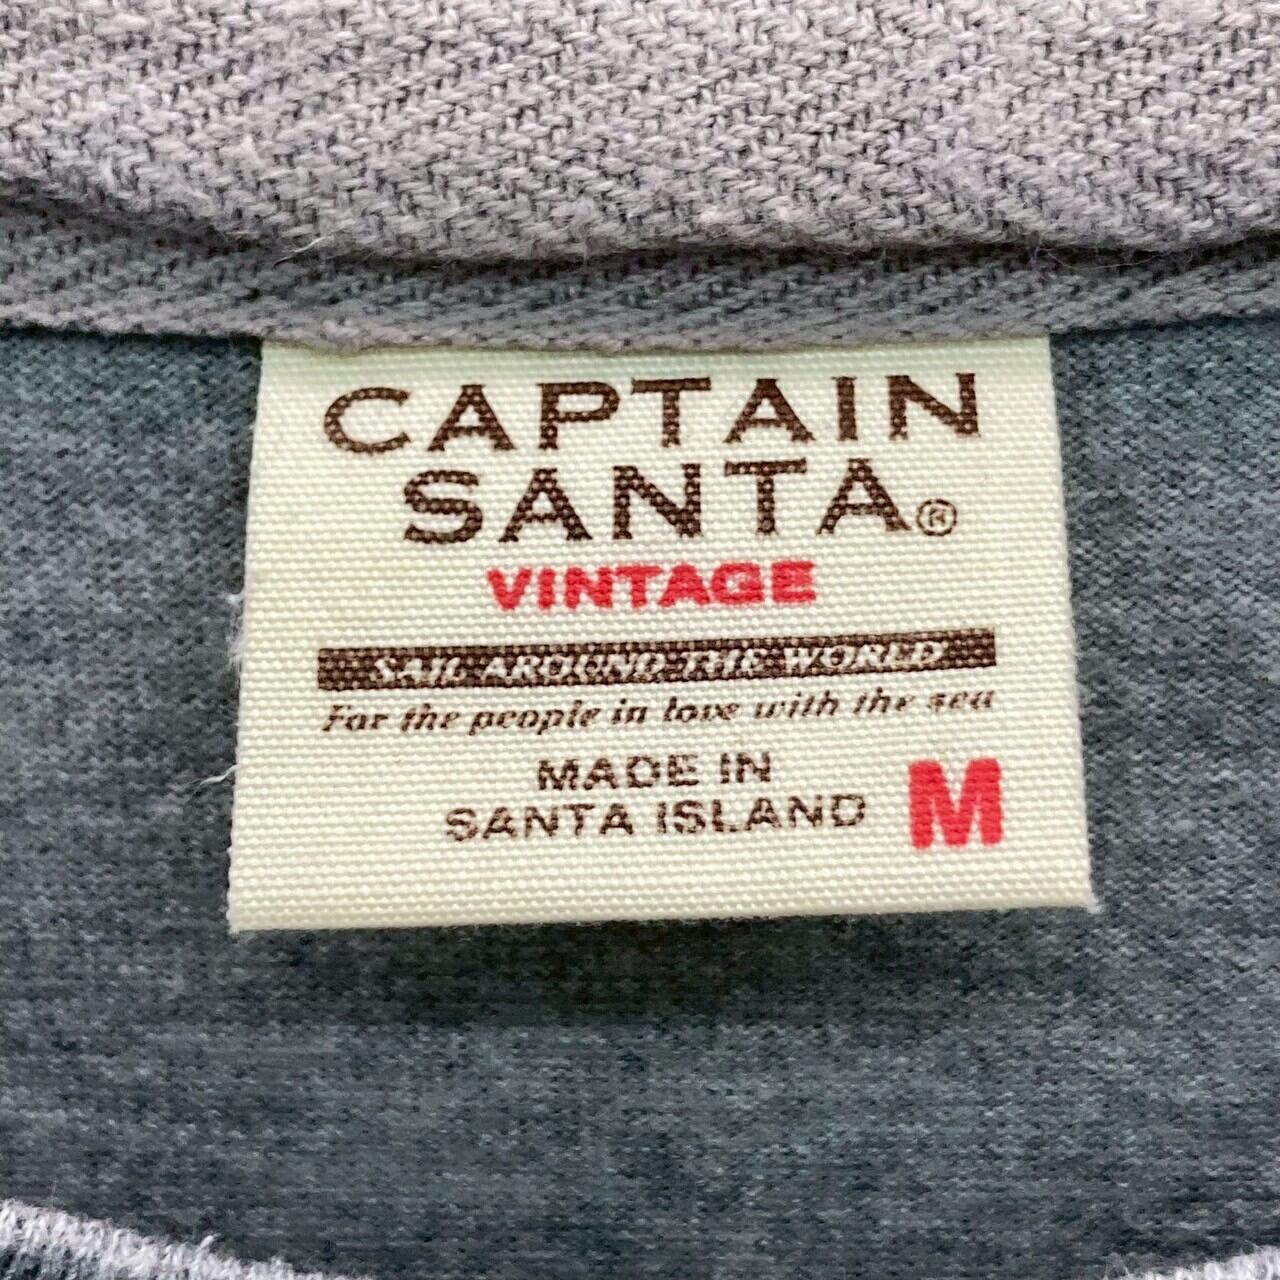 CAPTAIN
SANTA®
VINTAGE
SAIL AROUND THE WORLD
For the people in love with the sea
MADE IN
SANTA ISLAND
M